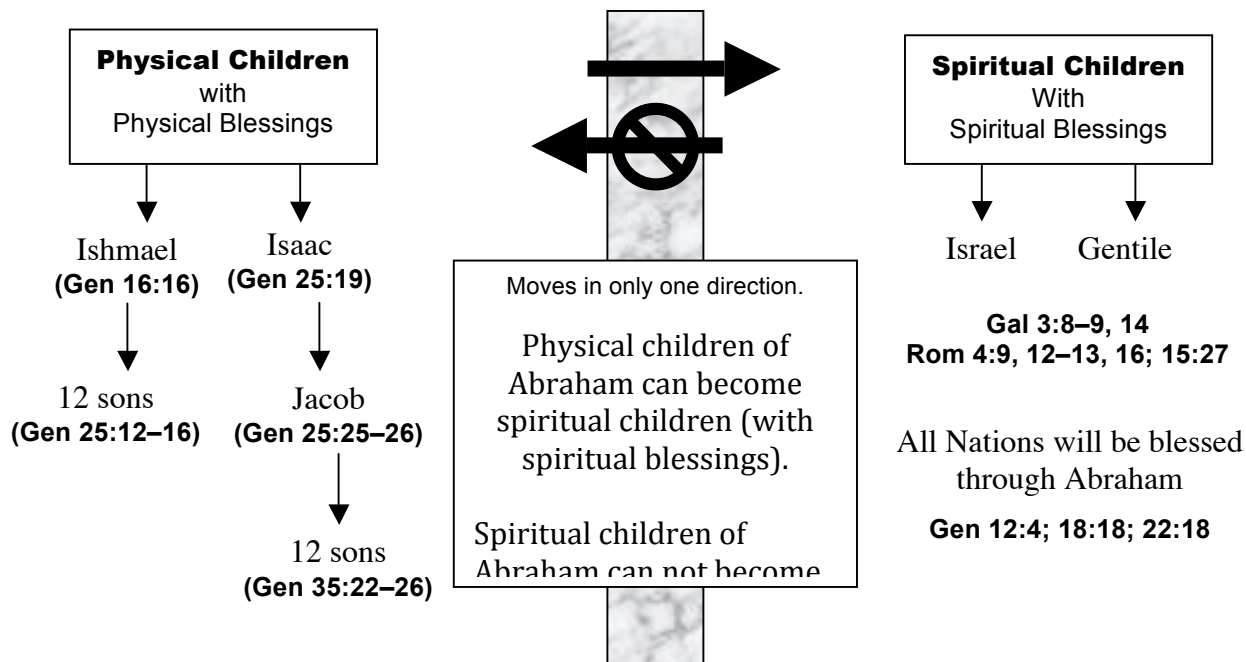 Physical Children
with
Physical Blessings
Ishmael
(Gen 16:16)
Isaac
(Gen 25:19)
12 sons
(Gen 25:12–16)
Jacob
(Gen 25:25–26)
12 sons
(Gen 35:22–26)
Moves in only one direction.
Physical children of
Abraham can become
spiritual children (with
spiritual blessings).
Spiritual children of
Abraham can not become
Spiritual Children
With
Spiritual Blessings
Israel
Gentile
Gal 3:8–9, 14
Rom 4:9, 12–13, 16; 15:27
All Nations will be blessed
through Abraham
Gen 12:4; 18:18; 22:18